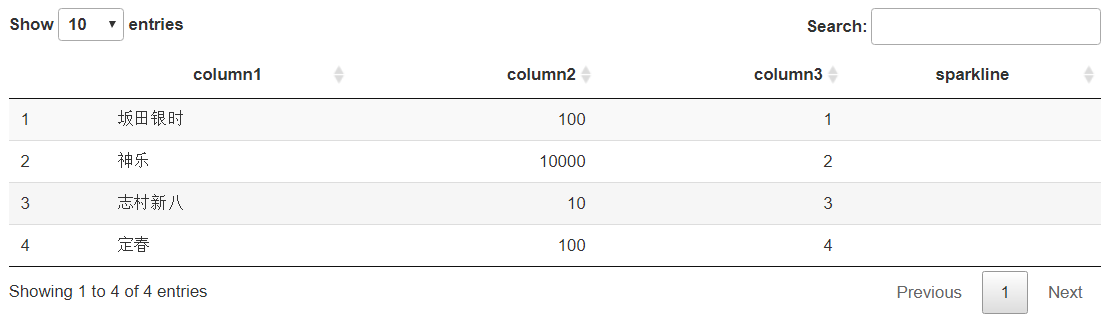 Show 10 entries Search:
column1 column2 column3 sparkline
1 坂田银时 100 1
2 神乐 10000 2
3 志村新八 10 3
4 定春 100 4
Showing 1 to 4 of 4 entries Previous 1 Next